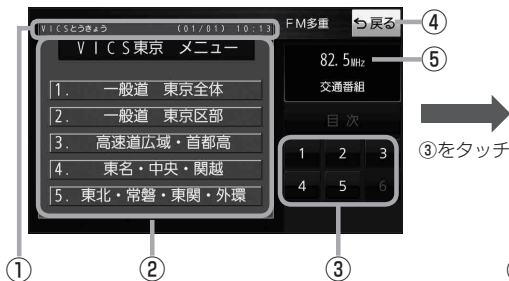 VICSとうきょう (01/01) 10:13
FM多重
戻る
④
VICS東京 メニュー
82.5MHz
⑤
交通番組
1. 一般道 東京全体
目次
2. 一般道 東京区部
3. 高速道広域・首都高
1 2 3
③をタッチ
4. 東名・中央・関越
4 5 6
5. 東北・常磐・東関・外環
① ② ③